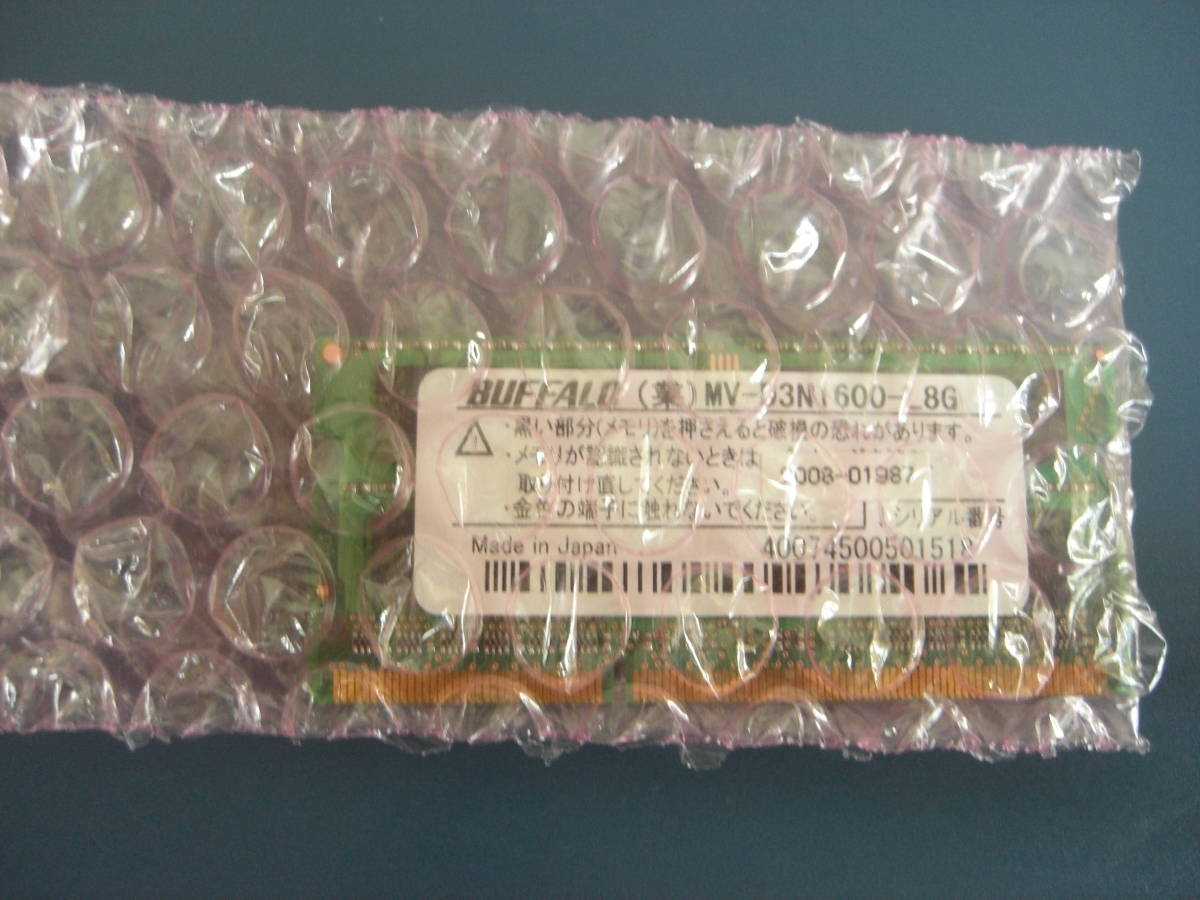 BUFFALO (業) MV-D3N1600-L8G
・黒い部分(メモリ)を押さえると破損の恐れがあります。
・メモリが認識されないときは
取り付け直してください。 2008-01987
・金色の端子に触れないでください。 シリアル番号
Made in Japan 40074500501518